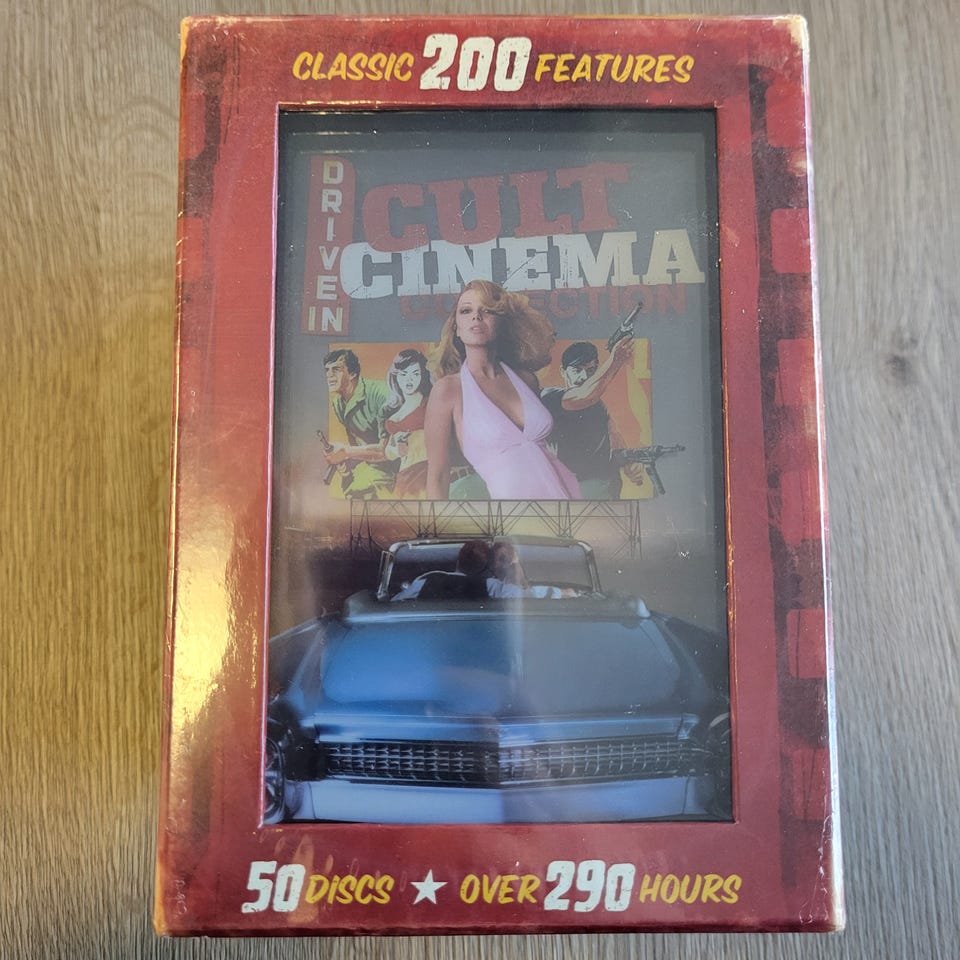 CLASSIC 200 FEATURES
DRIVE IN
CULT
CINEMA
COLLECTION
50 DISCS ★ OVER 290 HOURS